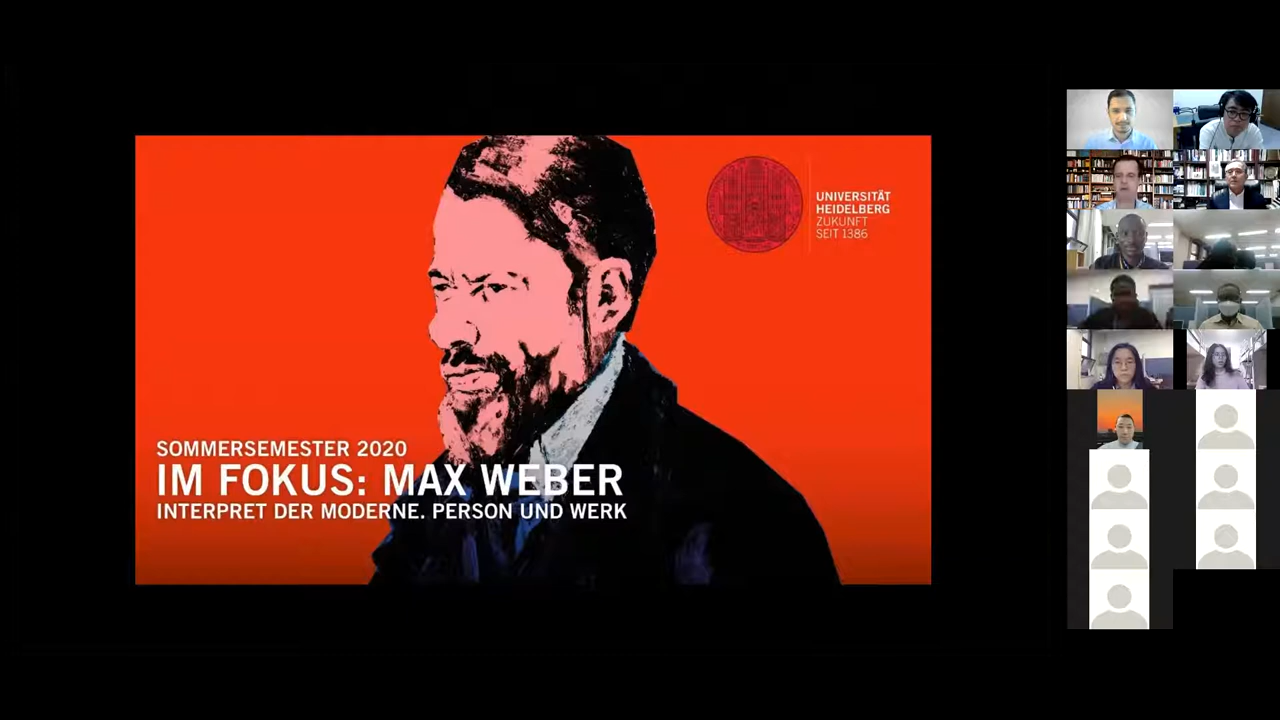 UNIVERSITÄT
HEIDELBERG
ZUKUNFT
SEIT 1386
SOMMERSEMESTER 2020
IM FOKUS: MAX WEBER
INTERPRET DER MODERNE. PERSON UND WERK